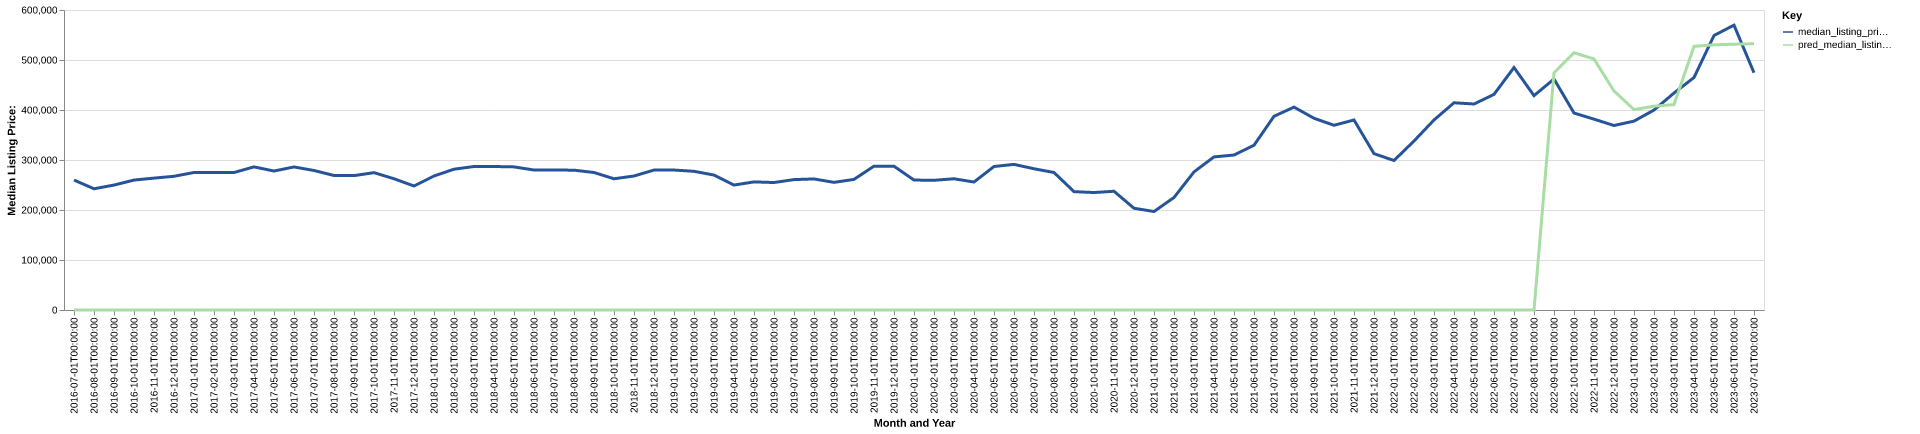 600,000
500,000
400,000
300,000
200,000
100,000
0
Median Listing Price:
2016-07-01T00:00:00
2016-08-01T00:00:00
2016-09-01T00:00:00
2016-10-01T00:00:00
2016-11-01T00:00:00
2016-12-01T00:00:00
2017-01-01T00:00:00
2017-02-01T00:00:00
2017-03-01T00:00:00
2017-04-01T00:00:00
2017-05-01T00:00:00
2017-06-01T00:00:00
2017-07-01T00:00:00
2017-08-01T00:00:00
2017-09-01T00:00:00
2017-10-01T00:00:00
2017-11-01T00:00:00
2017-12-01T00:00:00
2018-01-01T00:00:00
2018-02-01T00:00:00
2018-03-01T00:00:00
2018-04-01T00:00:00
2018-05-01T00:00:00
2018-06-01T00:00:00
2018-07-01T00:00:00
2018-08-01T00:00:00
2018-09-01T00:00:00
2018-10-01T00:00:00
2018-11-01T00:00:00
2018-12-01T00:00:00
2019-01-01T00:00:00
2019-02-01T00:00:00
2019-03-01T00:00:00
2019-04-01T00:00:00
2019-05-01T00:00:00
2019-06-01T00:00:00
2019-07-01T00:00:00
2019-08-01T00:00:00
2019-09-01T00:00:00
2019-10-01T00:00:00
2019-11-01T00:00:00
2019-12-01T00:00:00
2020-01-01T00:00:00
2020-02-01T00:00:00
2020-03-01T00:00:00
2020-04-01T00:00:00
2020-05-01T00:00:00
2020-06-01T00:00:00
2020-07-01T00:00:00
2020-08-01T00:00:00
2020-09-01T00:00:00
2020-10-01T00:00:00
2020-11-01T00:00:00
2020-12-01T00:00:00
2021-01-01T00:00:00
2021-02-01T00:00:00
2021-03-01T00:00:00
2021-04-01T00:00:00
2021-05-01T00:00:00
2021-06-01T00:00:00
2021-07-01T00:00:00
2021-08-01T00:00:00
2021-09-01T00:00:00
2021-10-01T00:00:00
2021-11-01T00:00:00
2021-12-01T00:00:00
2022-01-01T00:00:00
2022-02-01T00:00:00
2022-03-01T00:00:00
2022-04-01T00:00:00
2022-05-01T00:00:00
2022-06-01T00:00:00
2022-07-01T00:00:00
2022-08-01T00:00:00
2022-09-01T00:00:00
2022-10-01T00:00:00
2022-11-01T00:00:00
2022-12-01T00:00:00
2023-01-01T00:00:00
2023-02-01T00:00:00
2023-03-01T00:00:00
2023-04-01T00:00:00
2023-05-01T00:00:00
2023-06-01T00:00:00
2023-07-01T00:00:00
Month and Year
Key
median_listing_pri…
pred_median_listin…